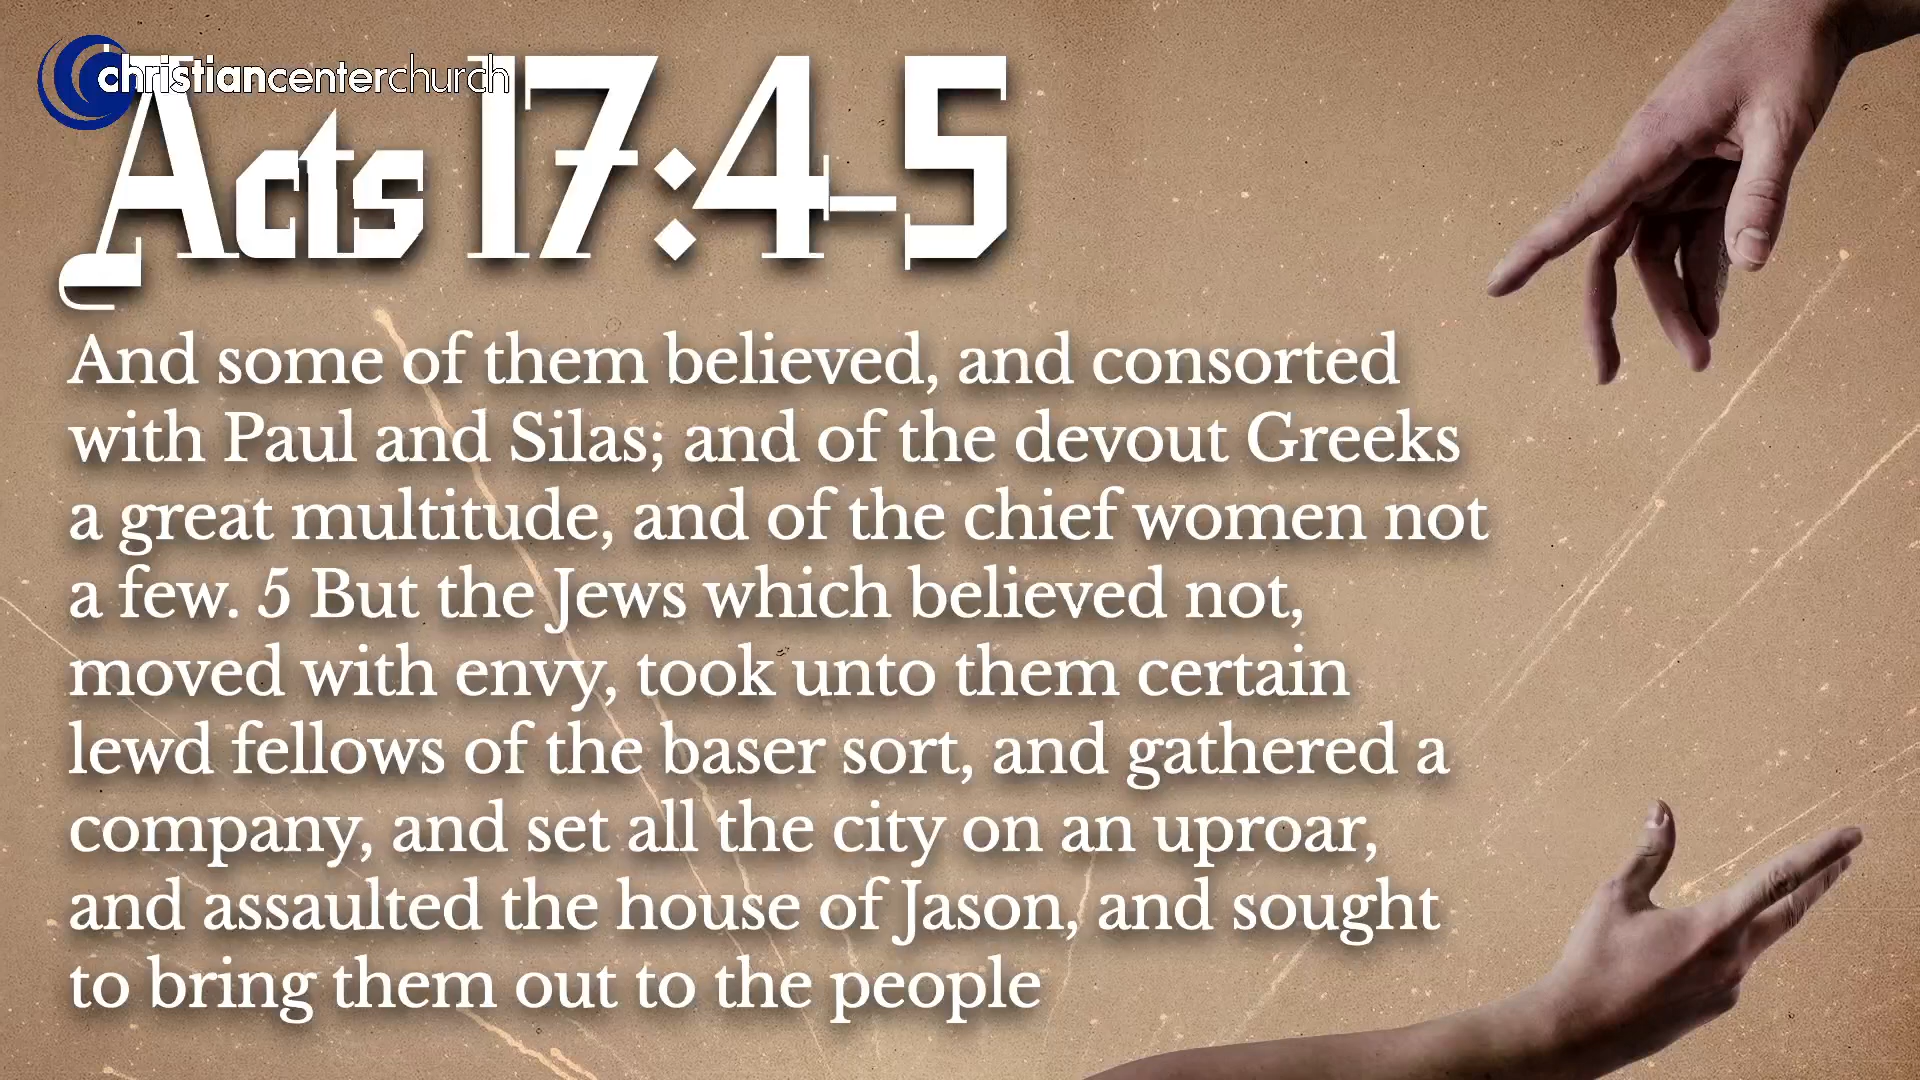 christiancenterchurch
Acts 17:4-5
And some of them believed, and consorted
with Paul and Silas; and of the devout Greeks
a great multitude, and of the chief women not
a few. 5 But the Jews which believed not,
moved with envy, took unto them certain
lewd fellows of the baser sort, and gathered a
company, and set all the city on an uproar,
and assaulted the house of Jason, and sought
to bring them out to the people